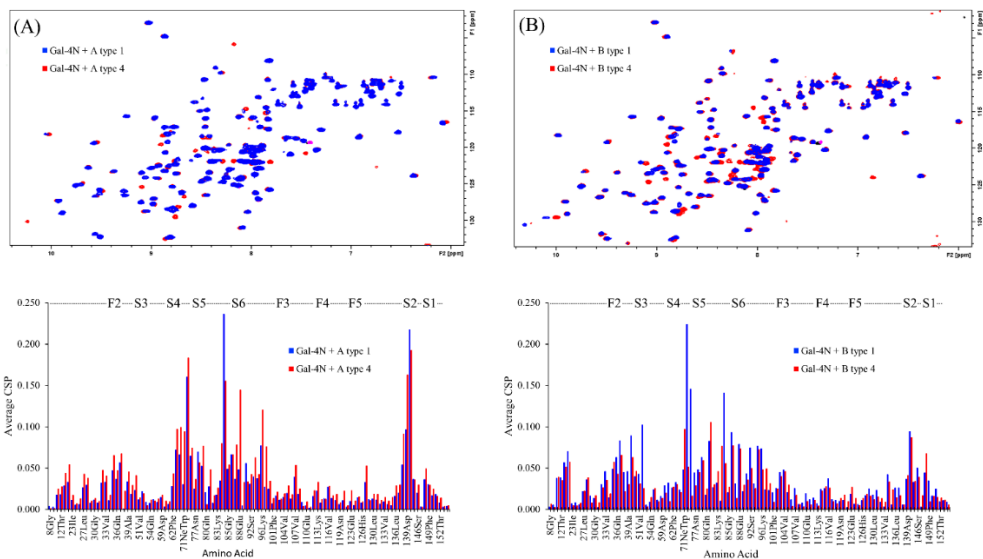 (A)
Gal-4N + A type 1
Gal-4N + A type 4
F1 [ppm]
110
115
120
125
130
10 9 8 7 F2 [ppm]
(B)
Gal-4N + B type 1
Gal-4N + B type 4
F1 [ppm]
110
115
120
125
130
10 9 8 7 F2 [ppm]
F2 S3 S4 S5 S6 F3 F4 F5 S2 S1
0.250
0.200
0.150
0.100
0.050
0.000
Average CSP
Gal-4N + A type 1
Gal-4N + A type 4
8Gly 12Thr 23Ile 27Leu 30Gly 33Val 36Gln 39Ala 51Val 54Gln 59Asp 62Phe 71NeTrp 77Asn 80Gln 83Lys 85Gly 88Glu 92Ser 96Lys 101Phe 104Val 107Val 110Glu 113Lys 116Val 119Asn 123Glu 126His 130Leu 133Val 136Leu 139Asp 146Ser 149Phe 152Thr
Amino Acid
F2 S3 S4 S5 S6 F3 F4 F5 S2 S1
0.250
0.200
0.150
0.100
0.050
0.000
Average CSP
Gal-4N + B type 1
Gal-4N + B type 4
8Gly 12Thr 23Ile 27Leu 30Gly 33Val 36Gln 39Ala 51Val 54Gln 59Asp 62Phe 71NeTrp 77Asn 80Gln 83Lys 85Gly 88Glu 92Ser 96Lys 101Phe 104Val 107Val 110Glu 113Lys 116Val 119Asn 123Glu 126His 130Leu 133Val 136Leu 139Asp 146Ser 149Phe 152Thr
Amino Acid